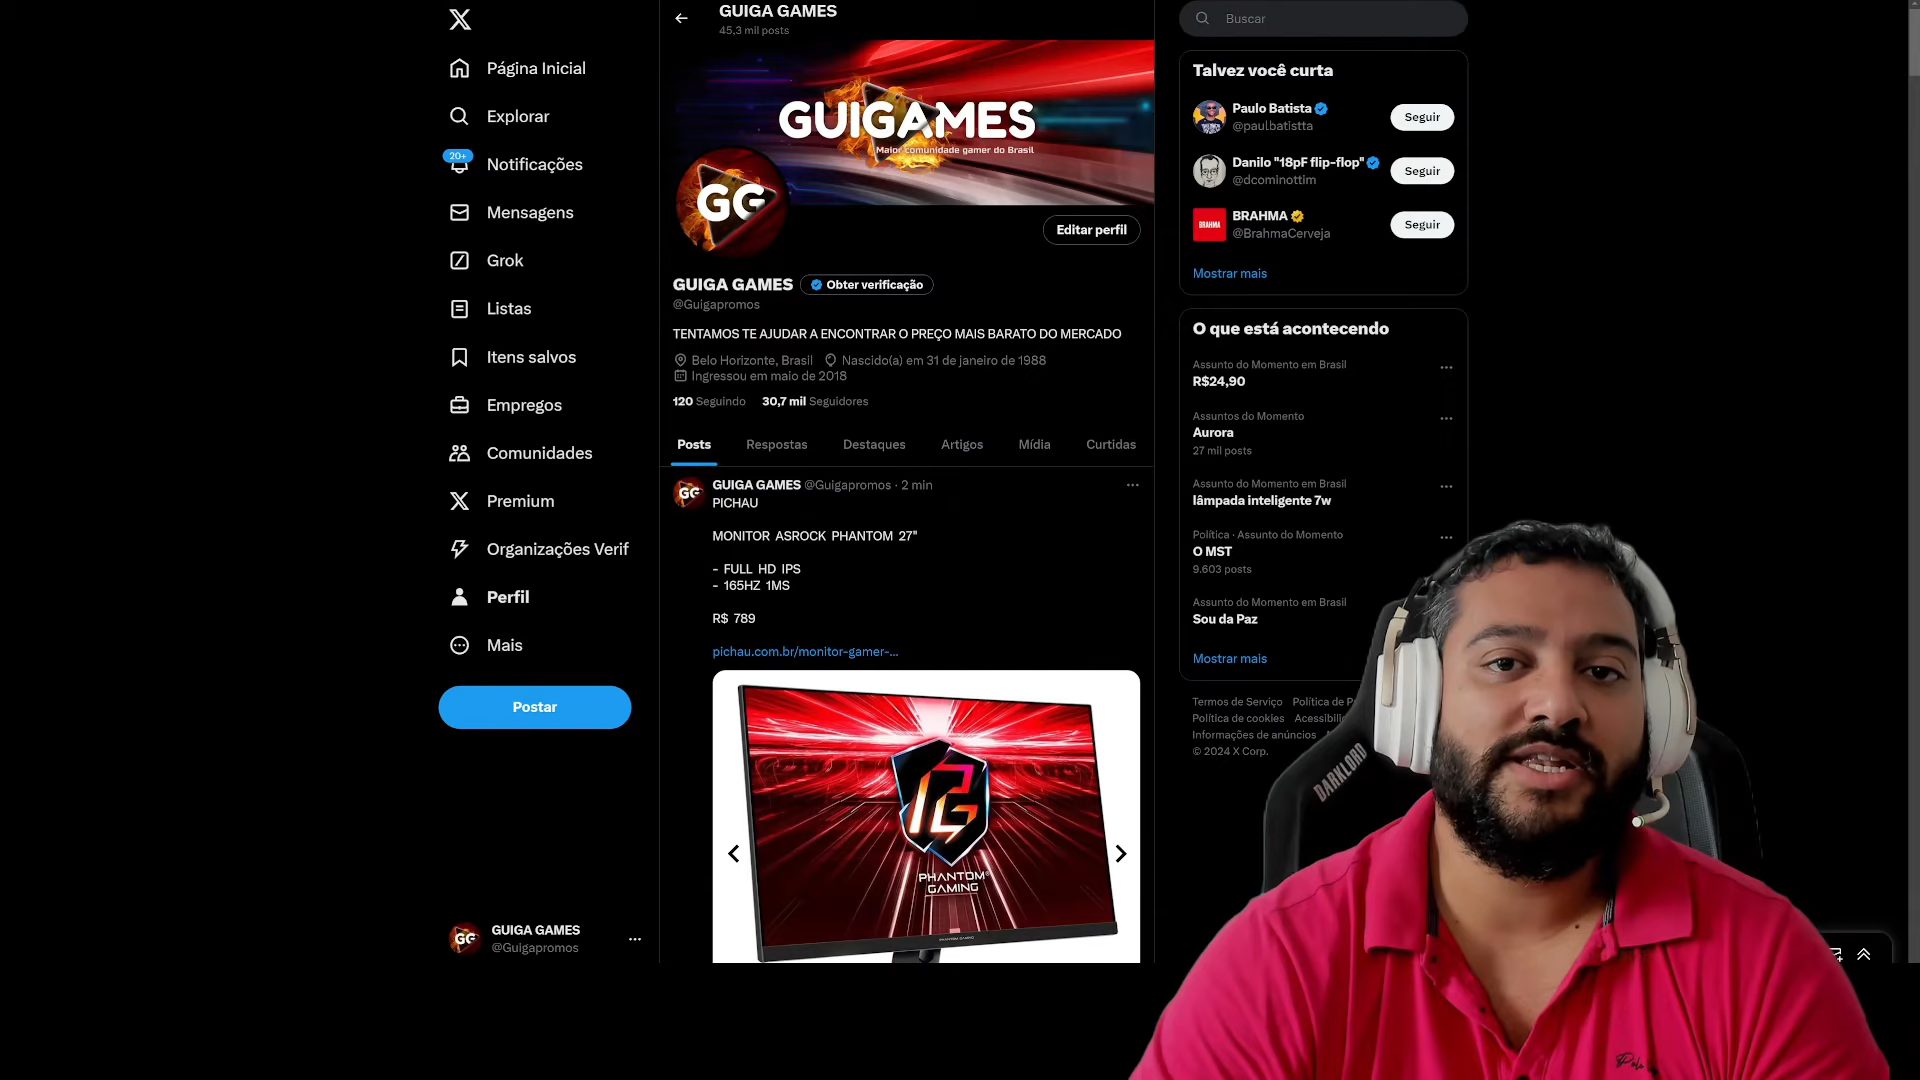 Página Inicial
Explorar
20+
Notificações
Mensagens
Grok
Listas
Itens salvos
Empregos
Comunidades
Premium
Organizações Verif
Perfil
Mais
Postar
GG
GUIGA GAMES
@Guigapromos
GUIGA GAMES
45,3 mil posts
GUIGAMES
Maior comunidade gamer do Brasil
GG
Editar perfil
GUIGA GAMES Obter verificação
@Guigapromos
TENTAMOS TE AJUDAR A ENCONTRAR O PREÇO MAIS BARATO DO MERCADO
Belo Horizonte, Brasil Nascido(a) em 31 de janeiro de 1988
Ingressou em maio de 2018
120 Seguindo 30,7 mil Seguidores
Posts Respostas Destaques Artigos Mídia Curtidas
GG
GUIGA GAMES @Guigapromos · 2 min
PICHAU
MONITOR ASROCK PHANTOM 27"
- FULL HD IPS
- 165HZ 1MS
R$ 789
pichau.com.br/monitor-gamer-...
PHANTOM
GAMING
PHANTOM GAMING
Buscar
Talvez você curta
Paulo Batista
@paulbatistta
Seguir
Danilo "18pF flip-flop"
@dcominottim
Seguir
BRAHMA
BRAHMA
@BrahmaCerveja
Seguir
Mostrar mais
O que está acontecendo
Assunto do Momento em Brasil
R$24,90
Assuntos do Momento
Aurora
27 mil posts
Assunto do Momento em Brasil
lâmpada inteligente 7w
Política · Assunto do Momento
O MST
9.603 posts
Assunto do Momento em Brasil
Sou da Paz
Mostrar mais
Termos de Serviço Política de
Política de cookies
Informações de anúncios
© 2024 X Corp.
DARKLORD